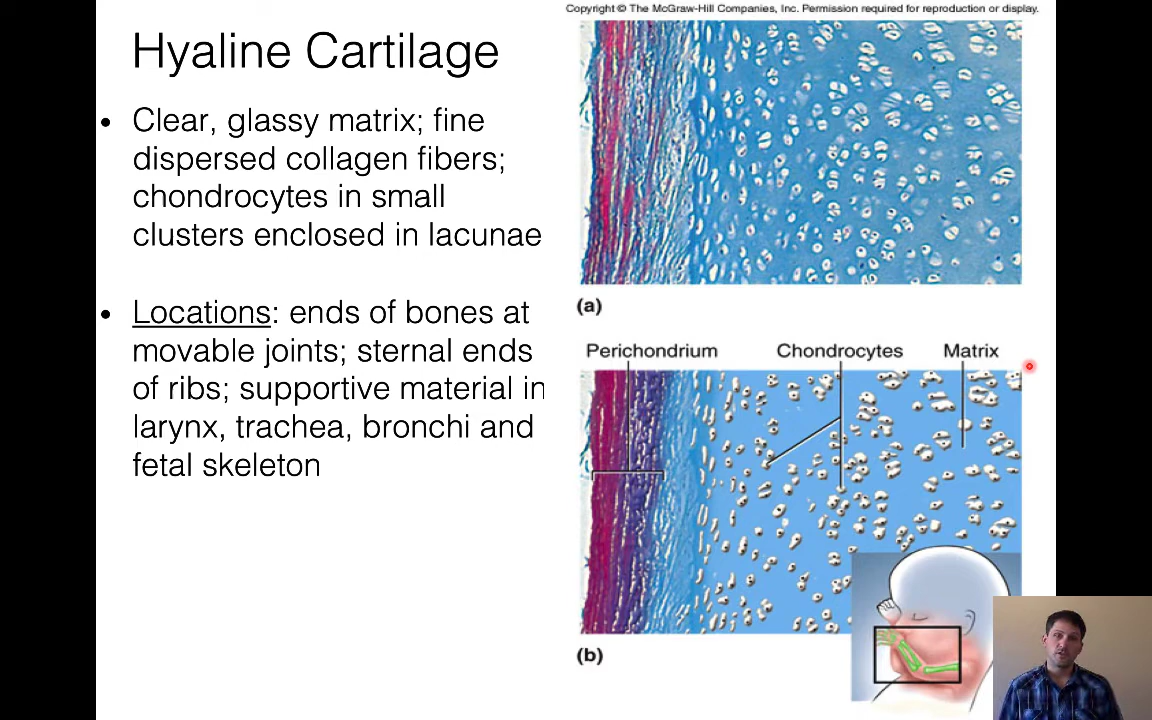 Copyright © The McGraw-Hill Companies, Inc. Permission required for reproduction or display.
Hyaline Cartilage
• Clear, glassy matrix; fine
dispersed collagen fibers;
chondrocytes in small
clusters enclosed in lacunae
• Locations: ends of bones at
movable joints; sternal ends
of ribs; supportive material in
larynx, trachea, bronchi and
fetal skeleton
(a)
Perichondrium Chondrocytes Matrix
(b)